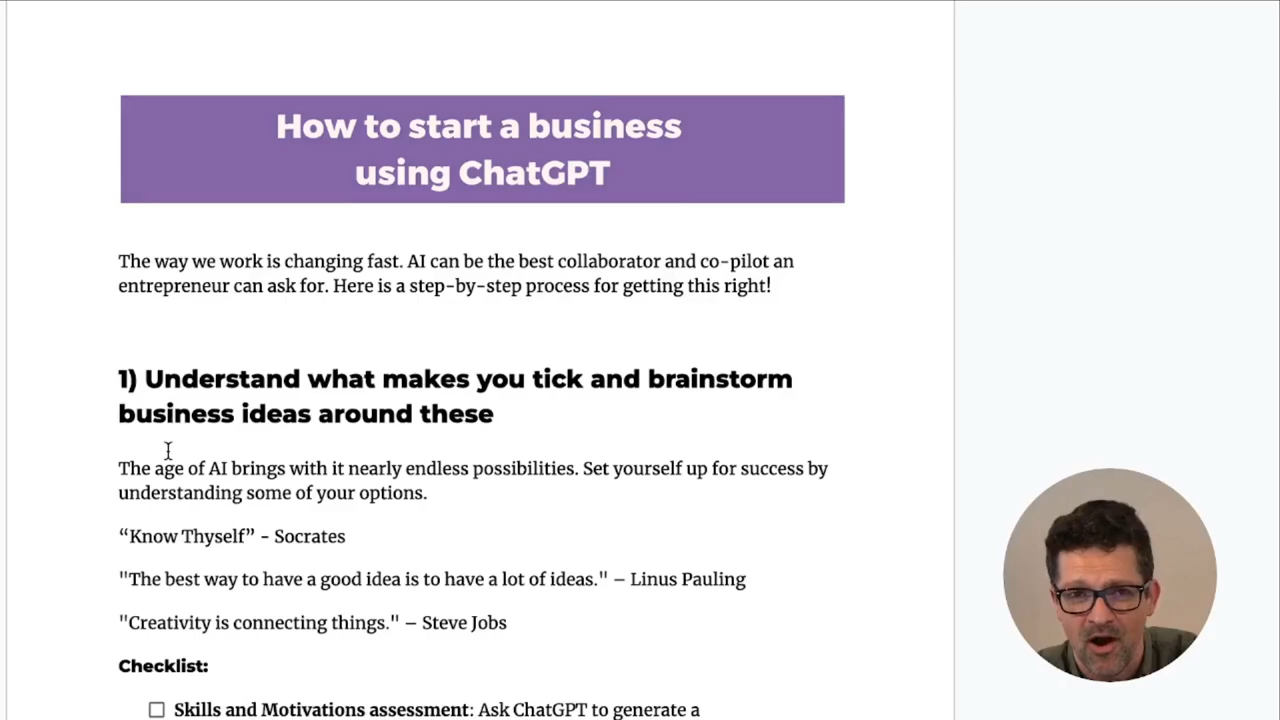 How to start a business
using ChatGPT
The way we work is changing fast. AI can be the best collaborator and co-pilot an
entrepreneur can ask for. Here is a step-by-step process for getting this right!
1) Understand what makes you tick and brainstorm
business ideas around these
The age of AI brings with it nearly endless possibilities. Set yourself up for success by
understanding some of your options.
“Know Thyself” - Socrates
"The best way to have a good idea is to have a lot of ideas." – Linus Pauling
"Creativity is connecting things." – Steve Jobs
Checklist:
Skills and Motivations assessment: Ask ChatGPT to generate a